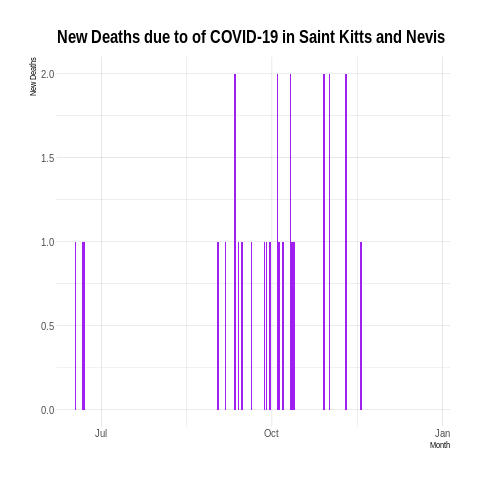 New Deaths due to of COVID-19 in Saint Kitts and Nevis
New Deaths
2.0
1.5
1.0
0.5
0.0
Jul
Oct
Jan
Month